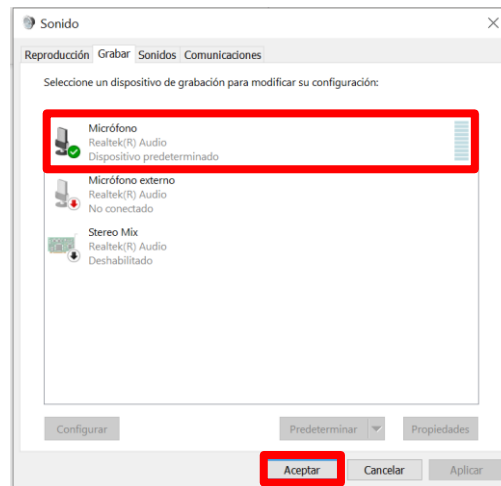 Sonido
Reproducción Grabar Sonidos Comunicaciones
Seleccione un dispositivo de grabación para modificar su configuración:
Micrófono
Realtek(R) Audio
Dispositivo predeterminado
Micrófono externo
Realtek(R) Audio
No conectado
Stereo Mix
Realtek(R) Audio
Deshabilitado
Configurar Predeterminar Propiedades
Aceptar Cancelar Aplicar